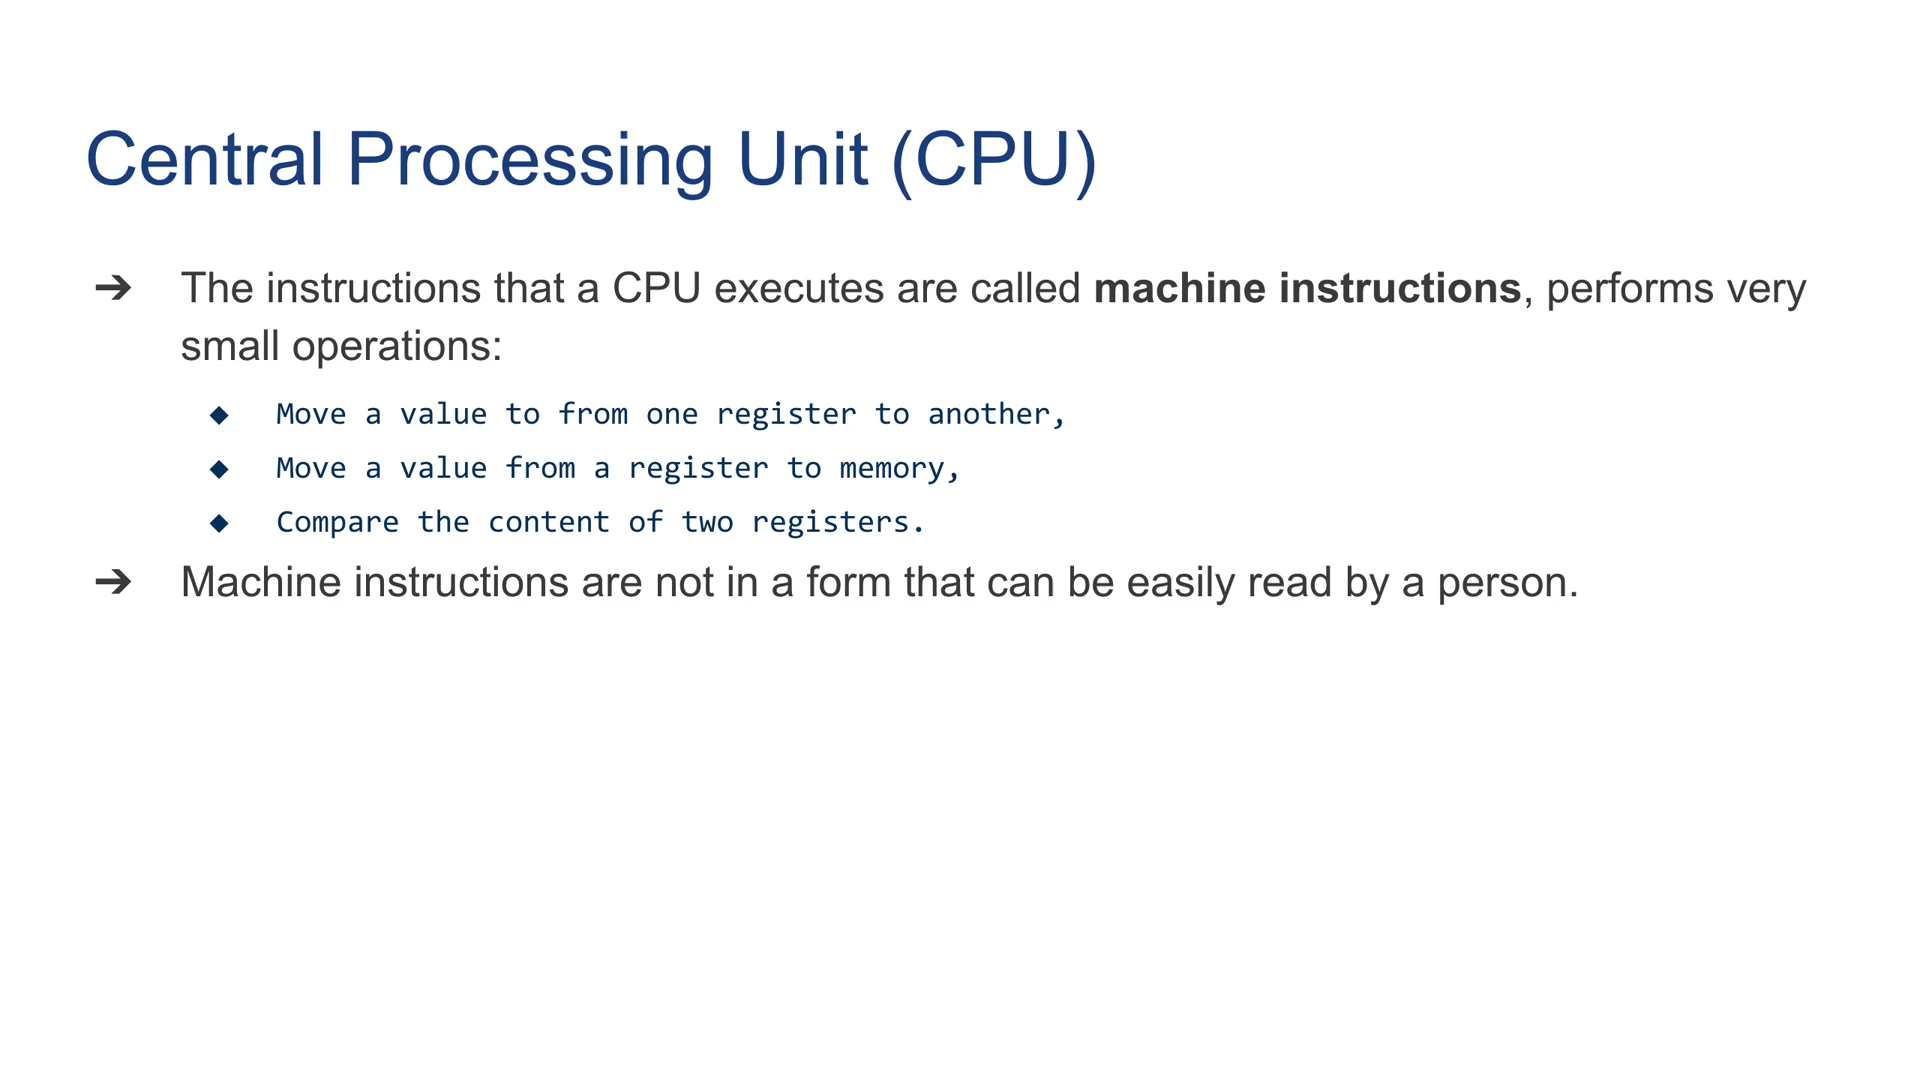 Central Processing Unit (CPU)
➔ The instructions that a CPU executes are called machine instructions, performs very
small operations:
◆ Move a value to from one register to another,
◆ Move a value from a register to memory,
◆ Compare the content of two registers.
➔ Machine instructions are not in a form that can be easily read by a person.